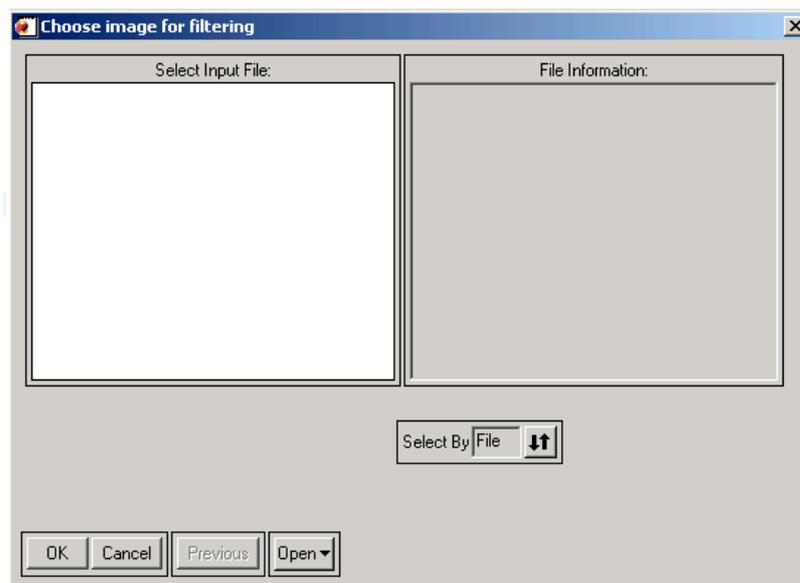 Choose image for filtering
Select Input File:
File Information:
Select By File
OK Cancel Previous Open